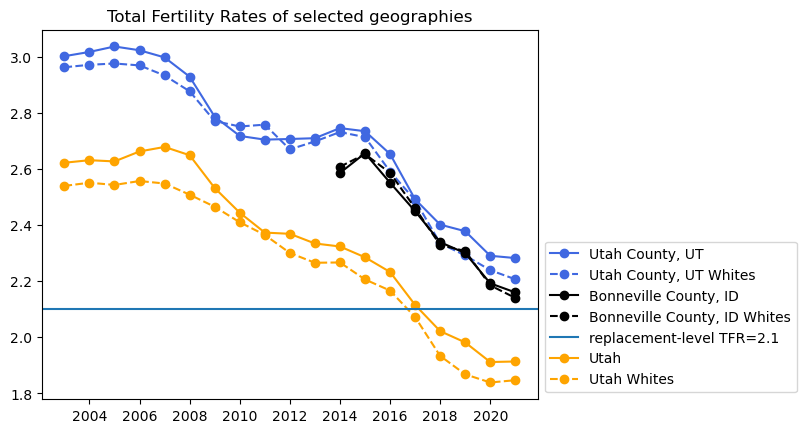 Total Fertility Rates of selected geographies
3.0
2.8
2.6
2.4
2.2
2.0
1.8
2004 2006 2008 2010 2012 2014 2016 2018 2020
Utah County, UT
Utah County, UT Whites
Bonneville County, ID
Bonneville County, ID Whites
replacement-level TFR=2.1
Utah
Utah Whites